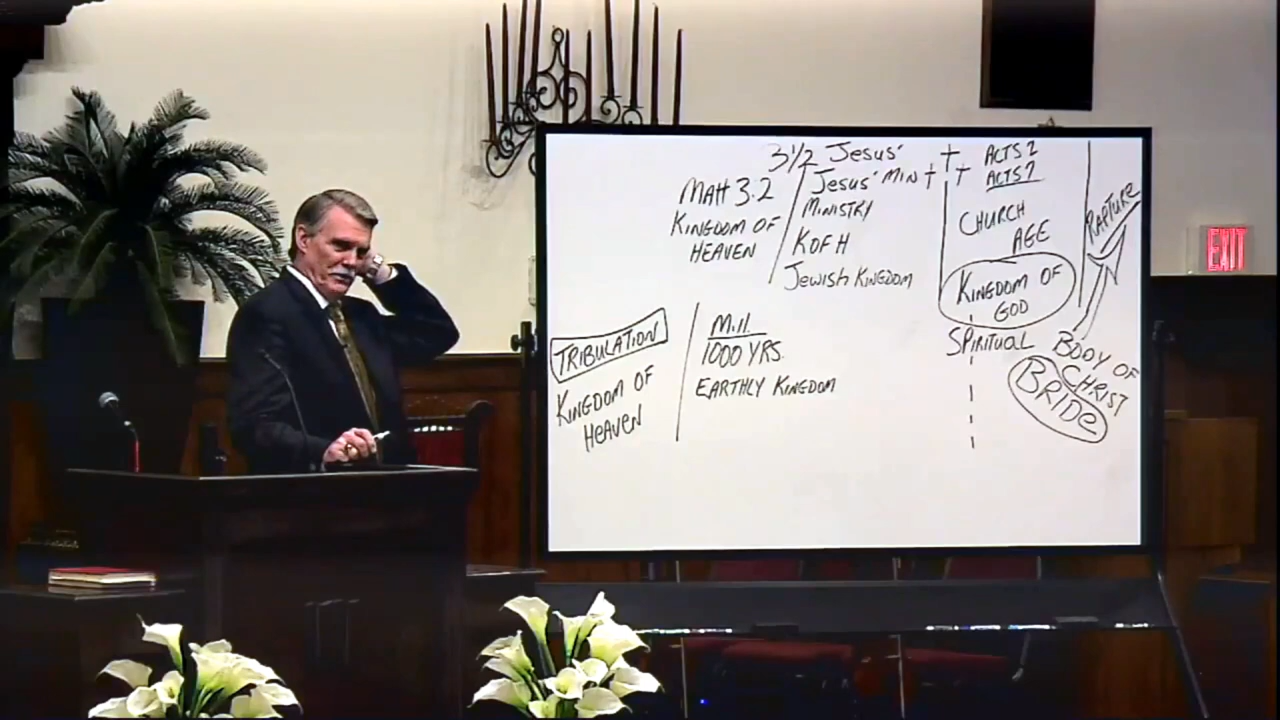 3 1/2 Jesus'
Matt 3.2
KINGDOM OF
HEAVEN
Jesus' MIN
MINISTRY
K OF H
JEWISH KINGDOM
ACTS 2
ACTS 7
CHURCH
AGE
KINGDOM OF
GOD
SPIRITUAL
RAPTURE
BODY OF
CHRIST
BRIDE
TRIBULATION
KINGDOM OF
HEAVEN
Mill.
1000 YRS.
EARTHLY KINGDOM
EXIT